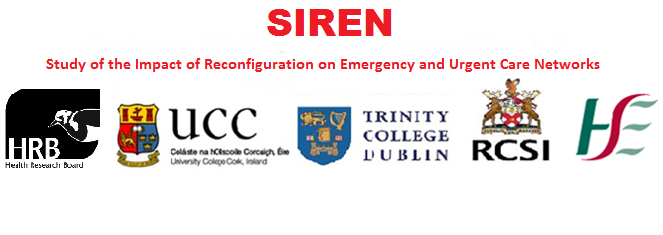 SIREN
Study of the Impact of Reconfiguration on Emergency and Urgent Care Networks
HRB
Health Research Board
UCC
Coláiste na hOllscoile Corcaigh, Éire
University College Cork, Ireland
TRINITY
COLLEGE
DUBLIN
RCSI
HSE